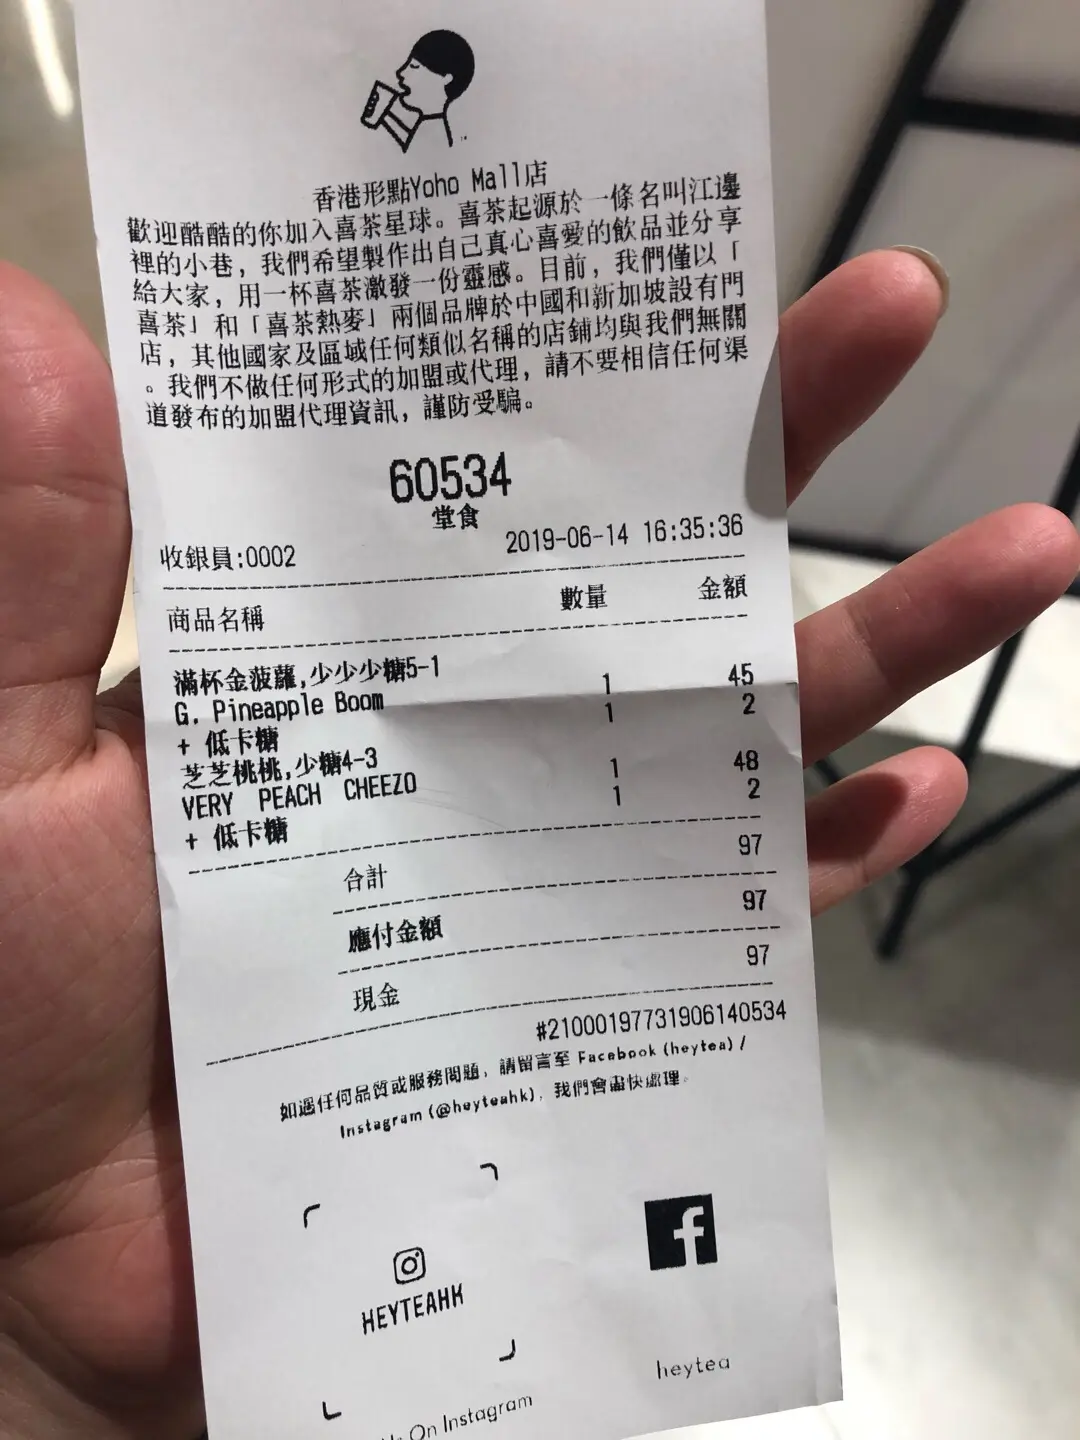 香港形點Yoho Mall店
歡迎酷酷的你加入喜茶星球。喜茶起源於一條名叫江邊
裡的小巷，我們希望製作出自己真心喜愛的飲品並分享
給大家，用一杯喜茶激發一份靈感。目前，我們僅以「
喜茶」和「喜茶熱麥」兩個品牌於中國和新加坡設有門
店，其他國家及區域任何類似名稱的店鋪均與我們無關
。我們不做任何形式的加盟或代理，請不要相信任何渠
道發布的加盟代理資訊，謹防受騙。
60534
堂食
收銀員:0002 2019-06-14 16:35:36
商品名稱 數量 金額
滿杯金菠蘿,少少少糖5-1
G. Pineapple Boom 1 45
+ 低卡糖 1 2
芝芝桃桃,少糖4-3
VERY PEACH CHEEZO 1 48
+ 低卡糖 1 2
合計 97
應付金額 97
現金 97
#21000197731906140534
如遇任何品質或服務問題，請留言至 Facebook (heytea) /
Instagram (@heyteahk)，我們會盡快處理。
HEYTEAHK
heytea
On Instagram